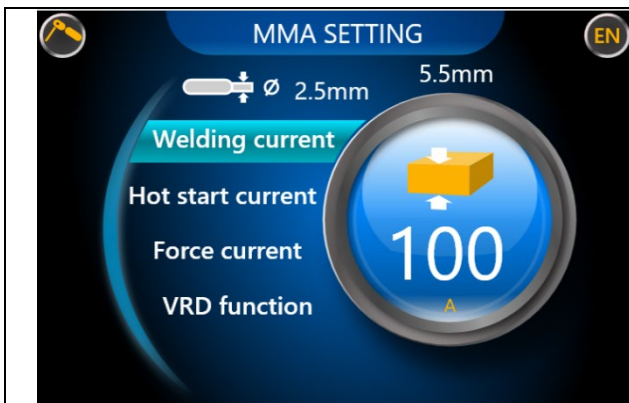 MMA SETTING
EN
Ø 2.5mm
5.5mm
Welding current
Hot start current
Force current
VRD function
100
A